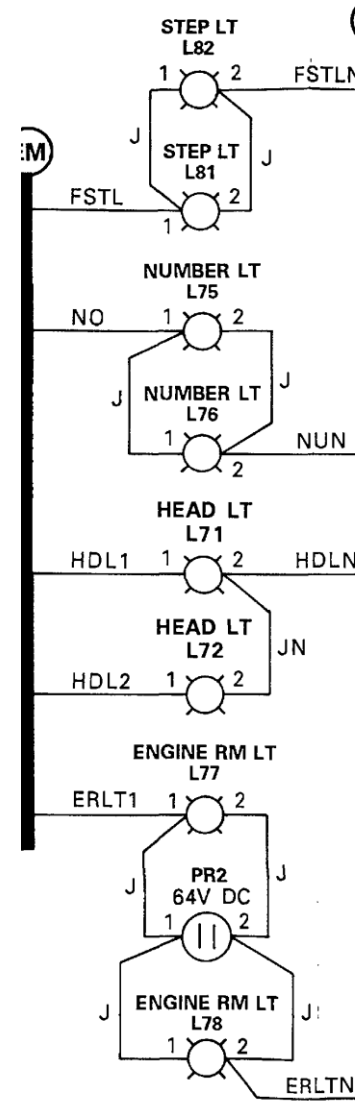 STEP LT
L82
1 2 FSTLN
J STEP LT J
L81
EM
FSTL 1 2
NUMBER LT
L75
NO 1 2
J NUMBER LT J
L76
1 2 NUN
HEAD LT
L71
HDL1 1 2 HDLN
HEAD LT
L72 JN
HDL2 1 2
ENGINE RM LT
L77
ERLT1 1 2
J PR2 J
64V DC
1 2
J ENGINE RM LT J
L78
1 2
ERLTN